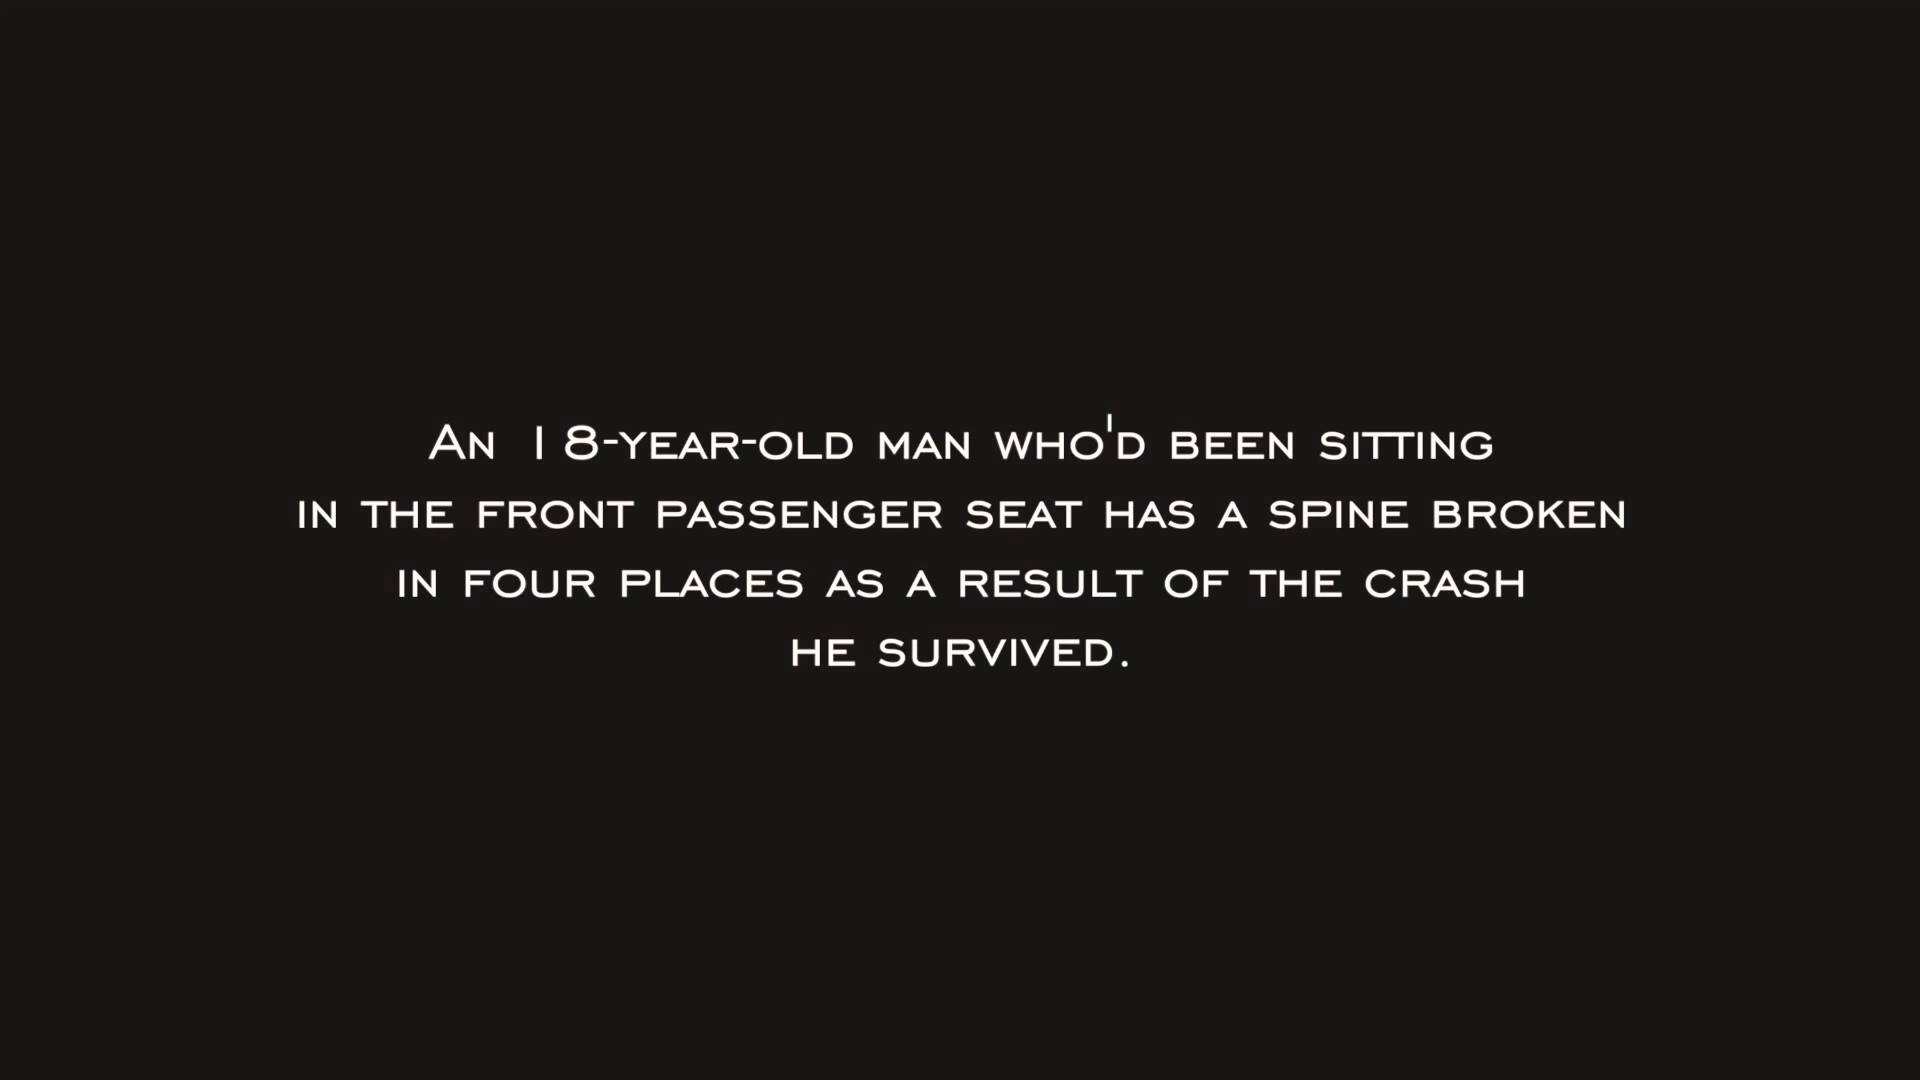 An 18-year-old man who'd been sitting
in the front passenger seat has a spine broken
in four places as a result of the crash
he survived.